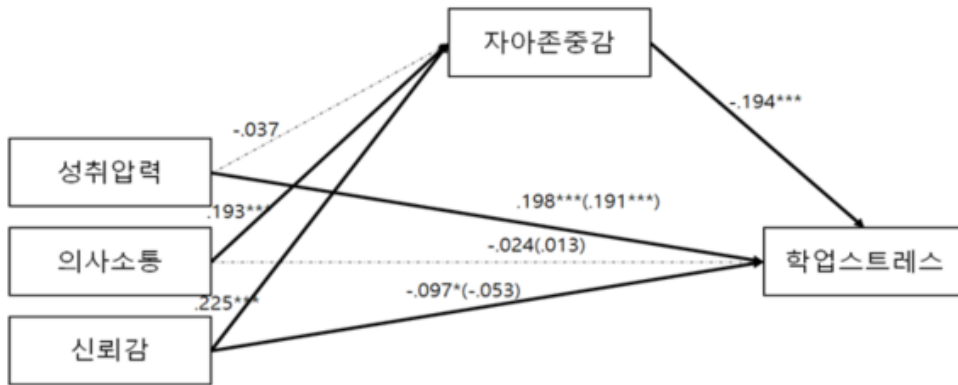 자아존중감
-.194***
-.037
성취압력
.198***(.191***)
.193***
의사소통
-.024(.013)
학업스트레스
.225***
-.097*(-.053)
신뢰감